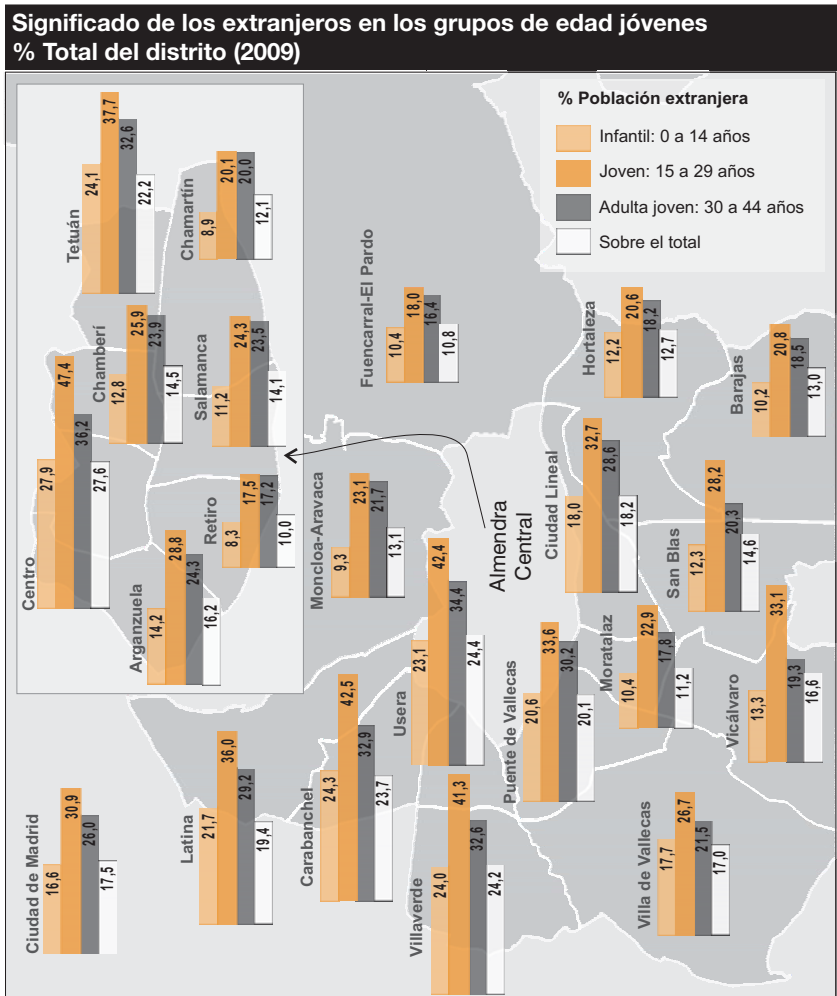 Significado de los extranjeros en los grupos de edad jóvenes
% Total del distrito (2009)
% Población extranjera
Infantil: 0 a 14 años
Joven: 15 a 29 años
Adulta joven: 30 a 44 años
Sobre el total
Tetuán
24,1
37,7
32,6
22,2
Chamartín
8,9
20,1
20,0
12,1
Chamberí
12,8
25,9
23,9
14,5
Salamanca
11,2
24,3
23,5
14,1
Centro
27,9
47,4
36,2
27,6
Retiro
8,3
17,5
17,2
10,0
Arganzuela
14,2
28,8
24,3
16,2
Fuencarral-El Pardo
10,4
18,0
16,4
10,8
Hortaleza
12,2
20,6
18,2
12,7
Barajas
10,2
20,8
18,5
13,0
Moncloa-Aravaca
9,3
23,1
21,7
13,1
Almendra
Central
Ciudad Lineal
18,0
32,7
28,6
18,2
San Blas
12,3
28,2
20,3
14,6
Usera
23,1
42,4
34,4
24,4
Puente de Vallecas
20,6
33,6
30,2
20,1
Moratalaz
10,4
22,9
17,8
11,2
Vicálvaro
13,3
33,1
19,3
16,6
Ciudad de Madrid
16,6
30,9
26,0
17,5
Latina
21,7
36,0
29,2
19,4
Carabanchel
24,3
42,5
32,9
23,7
Villaverde
24,0
41,3
32,6
24,2
Villa de Vallecas
17,7
26,7
21,5
17,0